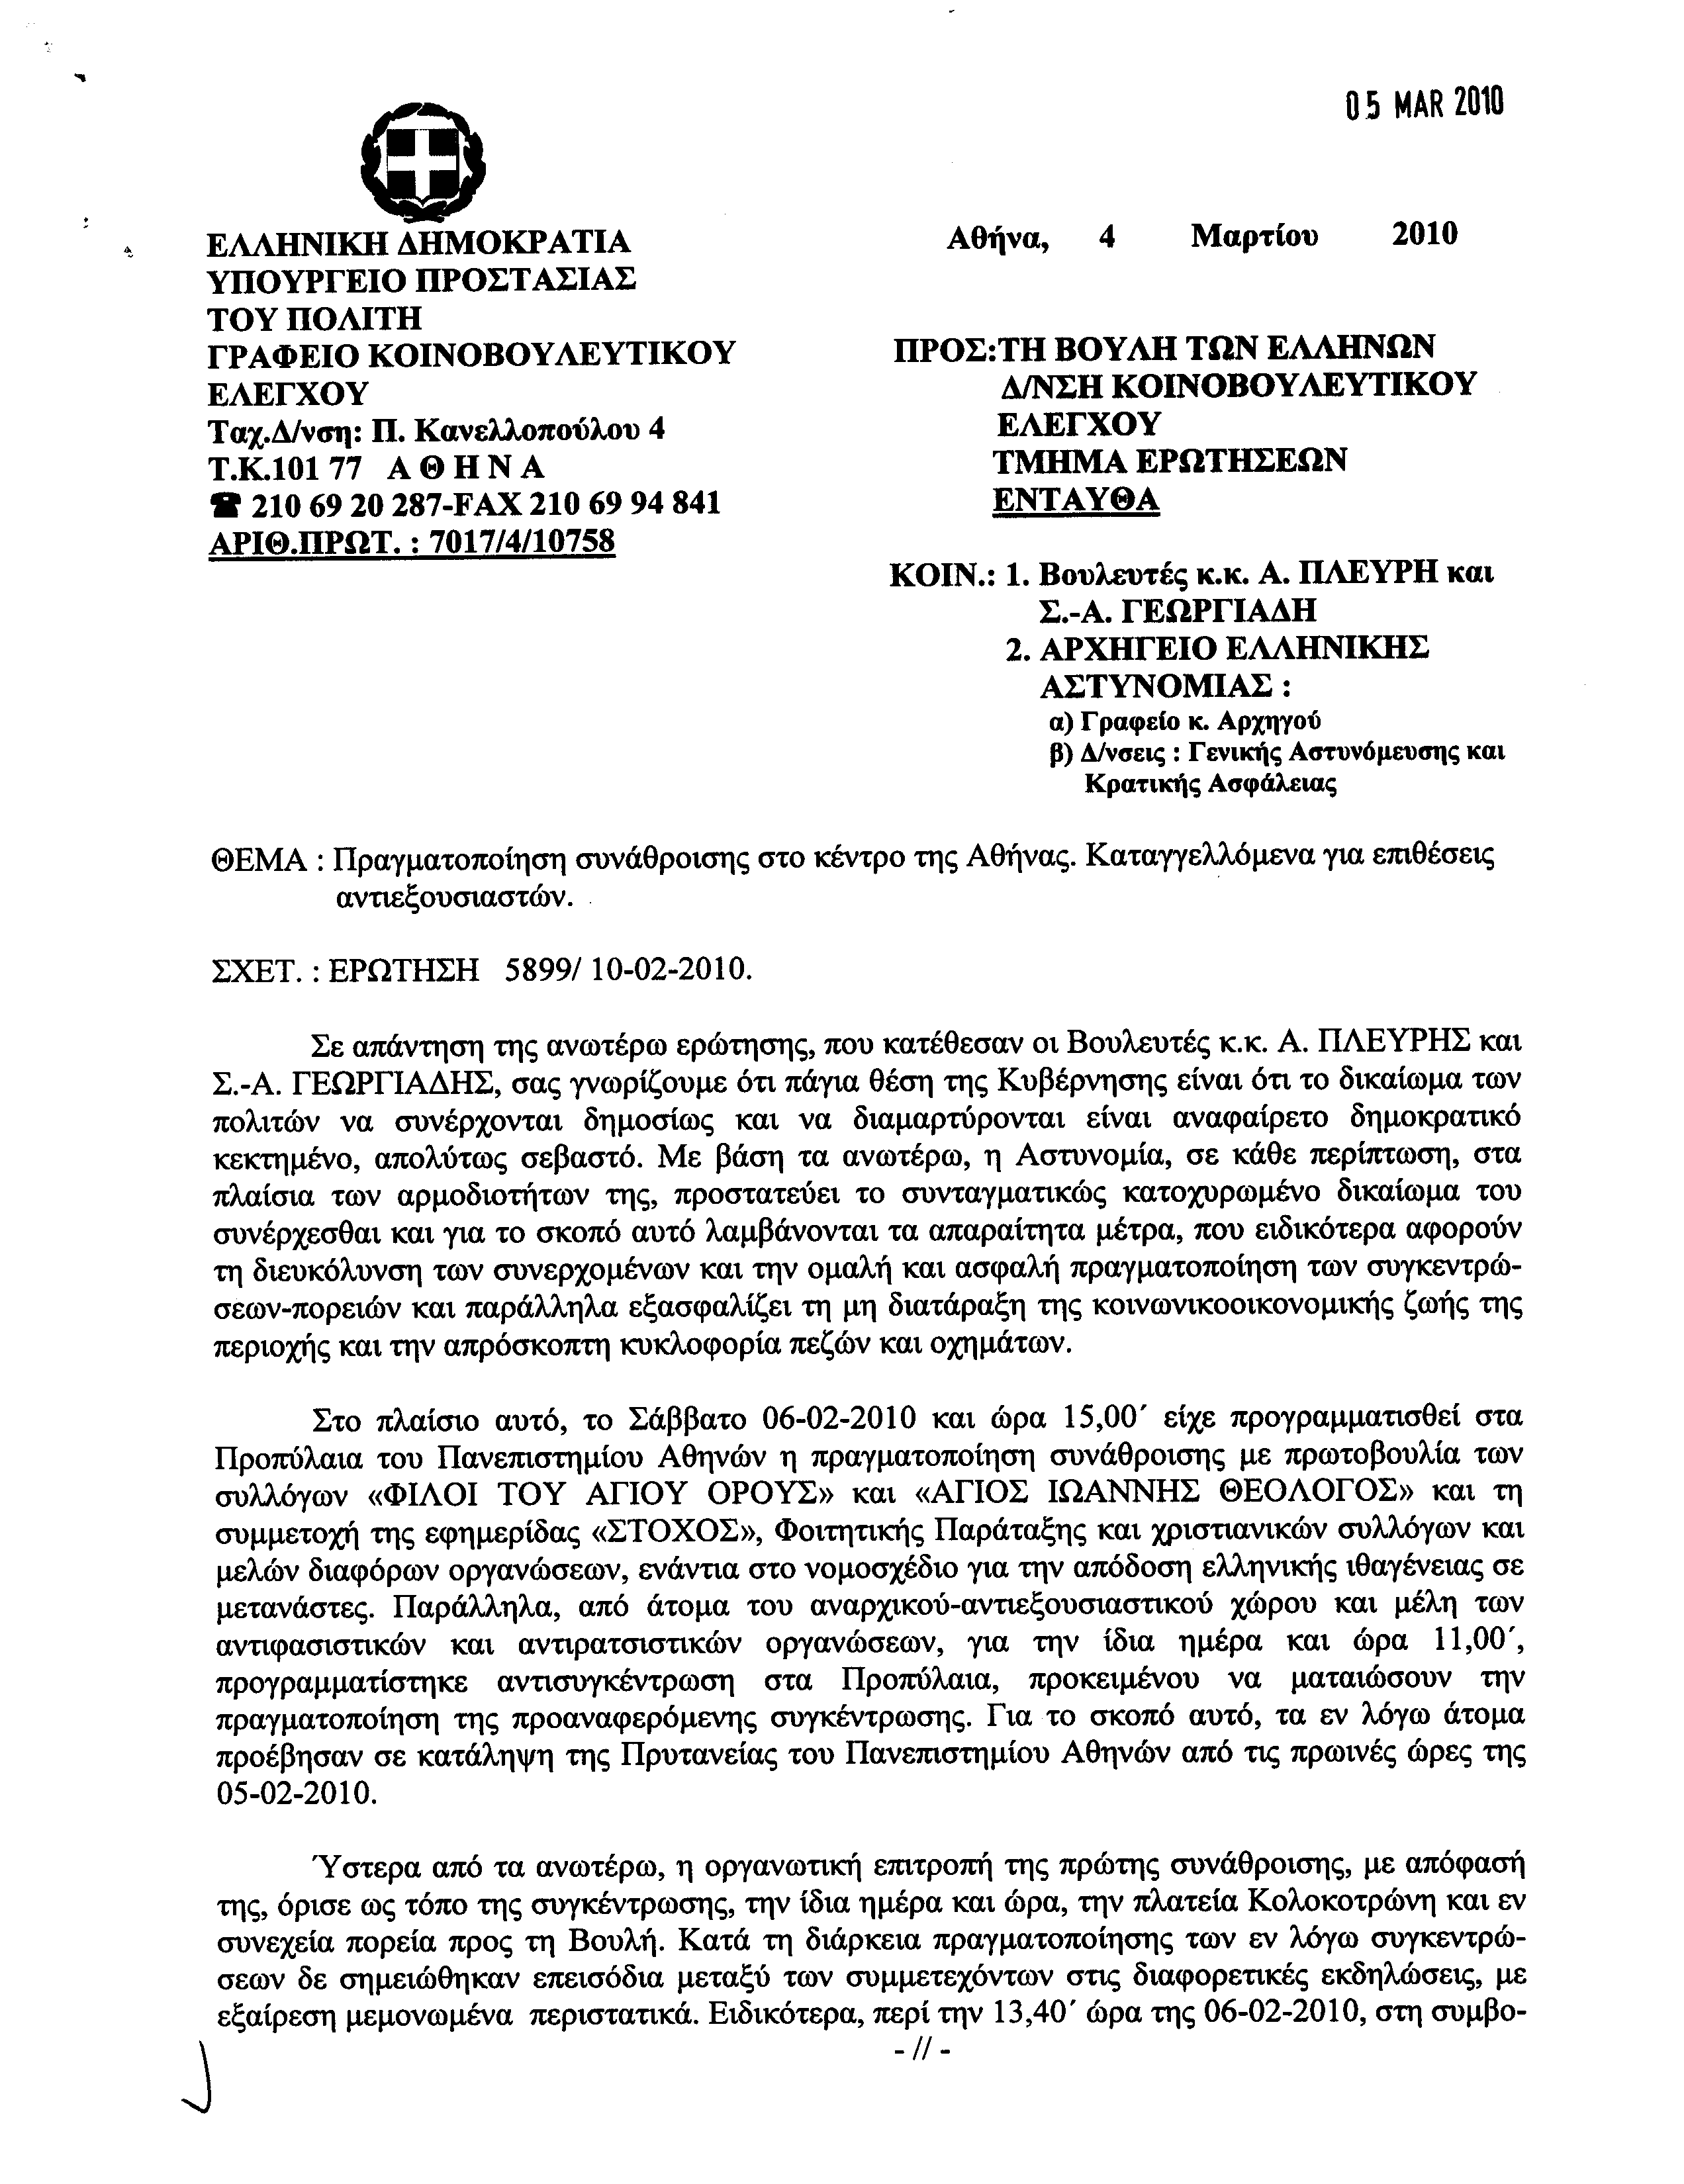 05 MAR 2010
ΕΛΛΗΝΙΚΗ ΔΗΜΟΚΡΑΤΙΑ
ΥΠΟΥΡΓΕΙΟ ΠΡΟΣΤΑΣΙΑΣ
ΤΟΥ ΠΟΛΙΤΗ
ΓΡΑΦΕΙΟ ΚΟΙΝΟΒΟΥΛΕΥΤΙΚΟΥ
ΕΛΕΓΧΟΥ
Ταχ.Δ/νση: Π. Κανελλοπούλου 4
Τ.Κ.101 77 Α Θ Η Ν Α
☎ 210 69 20 287-FAX 210 69 94 841
ΑΡΙΘ.ΠΡΩΤ. : 7017/4/10758
Αθήνα, 4 Μαρτίου 2010
ΠΡΟΣ:ΤΗ ΒΟΥΛΗ ΤΩΝ ΕΛΛΗΝΩΝ
Δ/ΝΣΗ ΚΟΙΝΟΒΟΥΛΕΥΤΙΚΟΥ
ΕΛΕΓΧΟΥ
ΤΜΗΜΑ ΕΡΩΤΗΣΕΩΝ
ΕΝΤΑΥΘΑ
ΚΟΙΝ.: 1. Βουλευτές κ.κ. Α. ΠΛΕΥΡΗ και
Σ.-Α. ΓΕΩΡΓΙΑΔΗ
2. ΑΡΧΗΓΕΙΟ ΕΛΛΗΝΙΚΗΣ
ΑΣΤΥΝΟΜΙΑΣ :
α) Γραφείο κ. Αρχηγού
β) Δ/νσεις : Γενικής Αστυνόμευσης και
Κρατικής Ασφάλειας
ΘΕΜΑ : Πραγματοποίηση συνάθροισης στο κέντρο της Αθήνας. Καταγγελλόμενα για επιθέσεις
αντιεξουσιαστών.
ΣΧΕΤ. : ΕΡΩΤΗΣΗ 5899/ 10-02-2010.
Σε απάντηση της ανωτέρω ερώτησης, που κατέθεσαν οι Βουλευτές κ.κ. Α. ΠΛΕΥΡΗΣ και
Σ.-Α. ΓΕΩΡΓΙΑΔΗΣ, σας γνωρίζουμε ότι πάγια θέση της Κυβέρνησης είναι ότι το δικαίωμα των
πολιτών να συνέρχονται δημοσίως και να διαμαρτύρονται είναι αναφαίρετο δημοκρατικό
κεκτημένο, απολύτως σεβαστό. Με βάση τα ανωτέρω, η Αστυνομία, σε κάθε περίπτωση, στα
πλαίσια των αρμοδιοτήτων της, προστατεύει το συνταγματικώς κατοχυρωμένο δικαίωμα του
συνέρχεσθαι και για το σκοπό αυτό λαμβάνονται τα απαραίτητα μέτρα, που ειδικότερα αφορούν
τη διευκόλυνση των συνερχομένων και την ομαλή και ασφαλή πραγματοποίηση των συγκεντρώ-
σεων-πορειών και παράλληλα εξασφαλίζει τη μη διατάραξη της κοινωνικοοικονομικής ζωής της
περιοχής και την απρόσκοπτη κυκλοφορία πεζών και οχημάτων.
Στο πλαίσιο αυτό, το Σάββατο 06-02-2010 και ώρα 15,00΄ είχε προγραμματισθεί στα
Προπύλαια του Πανεπιστημίου Αθηνών η πραγματοποίηση συνάθροισης με πρωτοβουλία των
συλλόγων «ΦΙΛΟΙ ΤΟΥ ΑΓΙΟΥ ΟΡΟΥΣ» και «ΑΓΙΟΣ ΙΩΑΝΝΗΣ ΘΕΟΛΟΓΟΣ» και τη
συμμετοχή της εφημερίδας «ΣΤΟΧΟΣ», Φοιτητικής Παράταξης και χριστιανικών συλλόγων και
μελών διαφόρων οργανώσεων, ενάντια στο νομοσχέδιο για την απόδοση ελληνικής ιθαγένειας σε
μετανάστες. Παράλληλα, από άτομα του αναρχικού-αντιεξουσιαστικού χώρου και μέλη των
αντιφασιστικών και αντιρατσιστικών οργανώσεων, για την ίδια ημέρα και ώρα 11,00΄,
προγραμματίστηκε αντισυγκέντρωση στα Προπύλαια, προκειμένου να ματαιώσουν την
πραγματοποίηση της προαναφερόμενης συγκέντρωσης. Για το σκοπό αυτό, τα εν λόγω άτομα
προέβησαν σε κατάληψη της Πρυτανείας του Πανεπιστημίου Αθηνών από τις πρωινές ώρες της
05-02-2010.
Ύστερα από τα ανωτέρω, η οργανωτική επιτροπή της πρώτης συνάθροισης, με απόφασή
της, όρισε ως τόπο της συγκέντρωσης, την ίδια ημέρα και ώρα, την πλατεία Κολοκοτρώνη και εν
συνεχεία πορεία προς τη Βουλή. Κατά τη διάρκεια πραγματοποίησης των εν λόγω συγκεντρώ-
σεων δε σημειώθηκαν επεισόδια μεταξύ των συμμετεχόντων στις διαφορετικές εκδηλώσεις, με
εξαίρεση μεμονωμένα περιστατικά. Ειδικότερα, περί την 13,40΄ ώρα της 06-02-2010, στη συμβο-
- // -